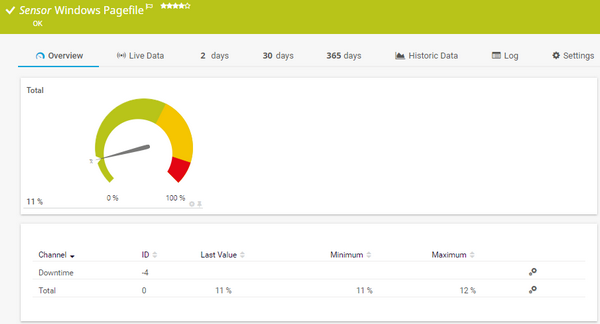 Sensor Windows Pagefile
OK
Overview Live Data 2 days 30 days 365 days Historic Data Log Settings
Total
0 % 100 %
11 %
Channel ID Last Value Minimum Maximum
Downtime -4
Total 0 11 % 11 % 12 %